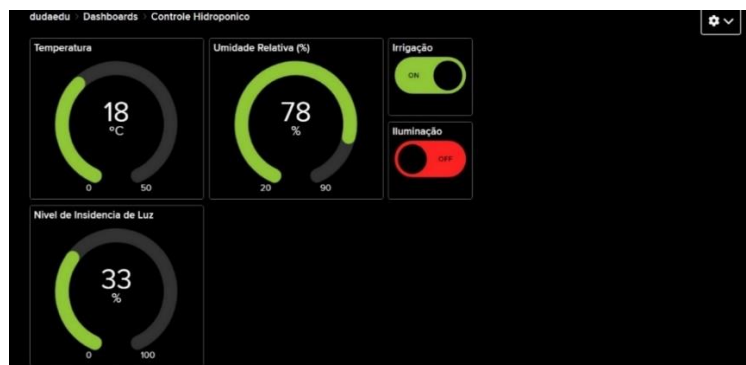 dudaedu > Dashboards > Controle Hidroponico
Temperatura
18
°C
0 50
Umidade Relativa (%)
78
%
20 90
Irrigação
ON
Iluminação
OFF
Nivel de Insidencia de Luz
33
%
0 100